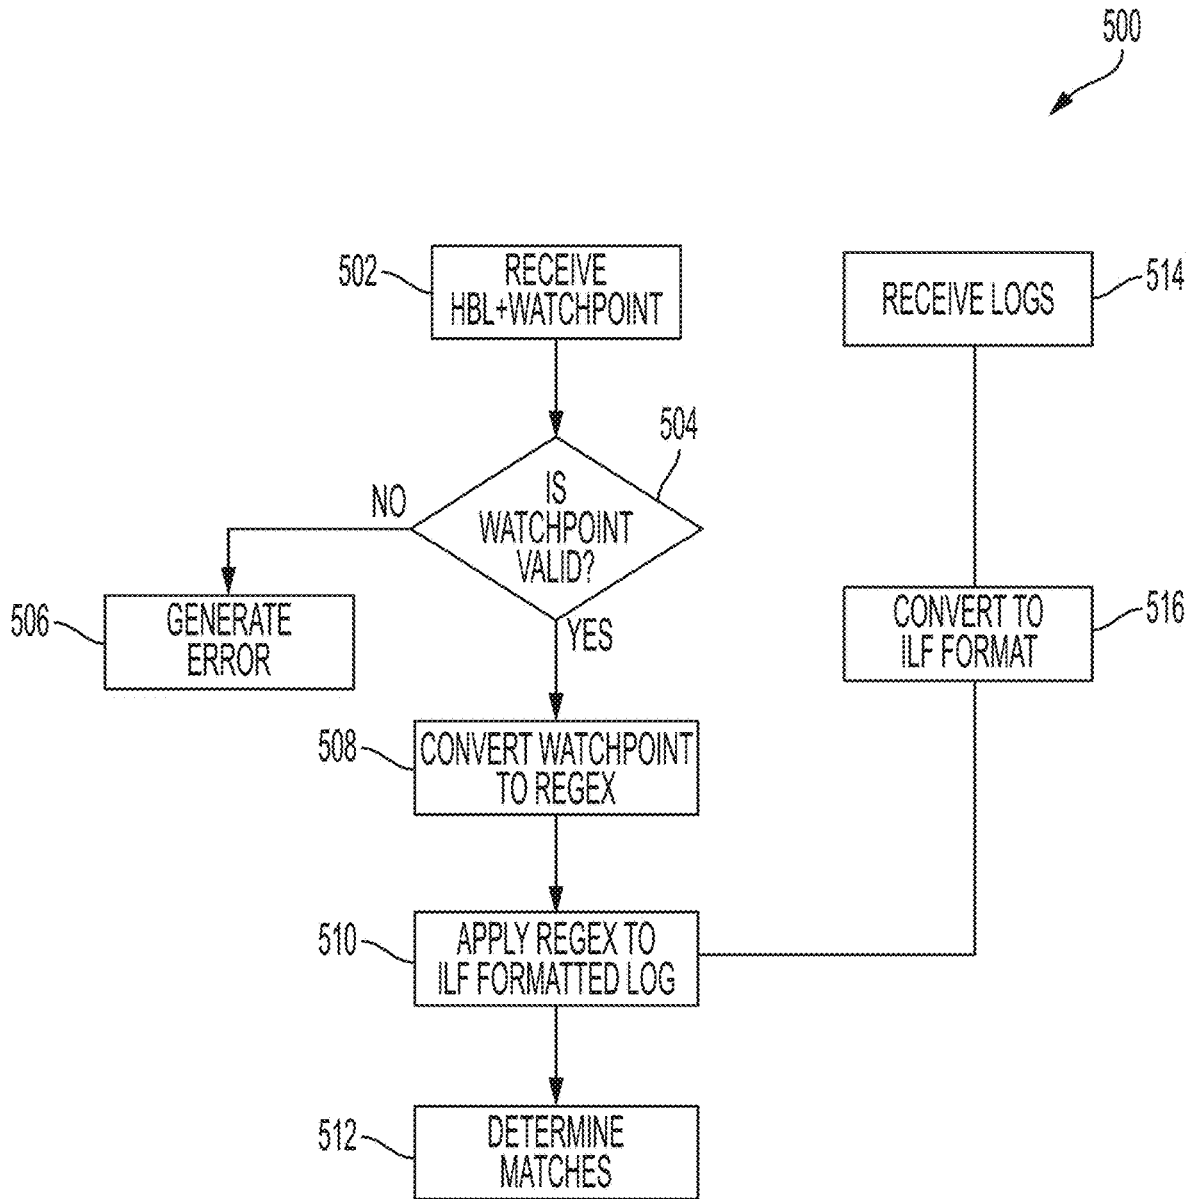 500
502
RECEIVE
HBL+WATCHPOINT
514
RECEIVE LOGS
504
IS
WATCHPOINT
VALID?
NO
YES
506
GENERATE
ERROR
516
CONVERT TO
ILF FORMAT
508
CONVERT WATCHPOINT
TO REGEX
510
APPLY REGEX TO
ILF FORMATTED LOG
512
DETERMINE
MATCHES